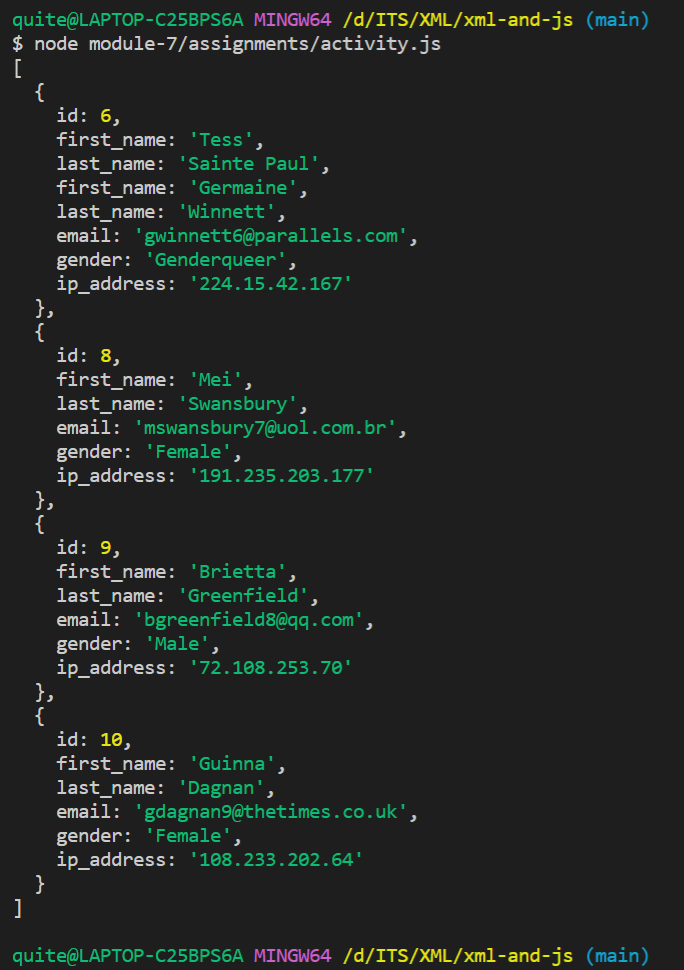 quite@LAPTOP-C25BPS6A MINGW64 /d/ITS/XML/xml-and-js (main)
$ node module-7/assignments/activity.js
[
  {
    id: 6,
    first_name: 'Tess',
    last_name: 'Sainte Paul',
    first_name: 'Germaine',
    last_name: 'Winnett',
    email: 'gwinnett6@parallels.com',
    gender: 'Genderqueer',
    ip_address: '224.15.42.167'
  },
  {
    id: 8,
    first_name: 'Mei',
    last_name: 'Swansbury',
    email: 'mswansbury7@uol.com.br',
    gender: 'Female',
    ip_address: '191.235.203.177'
  },
  {
    id: 9,
    first_name: 'Brietta',
    last_name: 'Greenfield',
    email: 'bgreenfield8@qq.com',
    gender: 'Male',
    ip_address: '72.108.253.70'
  },
  {
    id: 10,
    first_name: 'Guinna',
    last_name: 'Dagnan',
    email: 'gdagnan9@thetimes.co.uk',
    gender: 'Female',
    ip_address: '108.233.202.64'
  }
]
quite@LAPTOP-C25BPS6A MINGW64 /d/ITS/XML/xml-and-js (main)